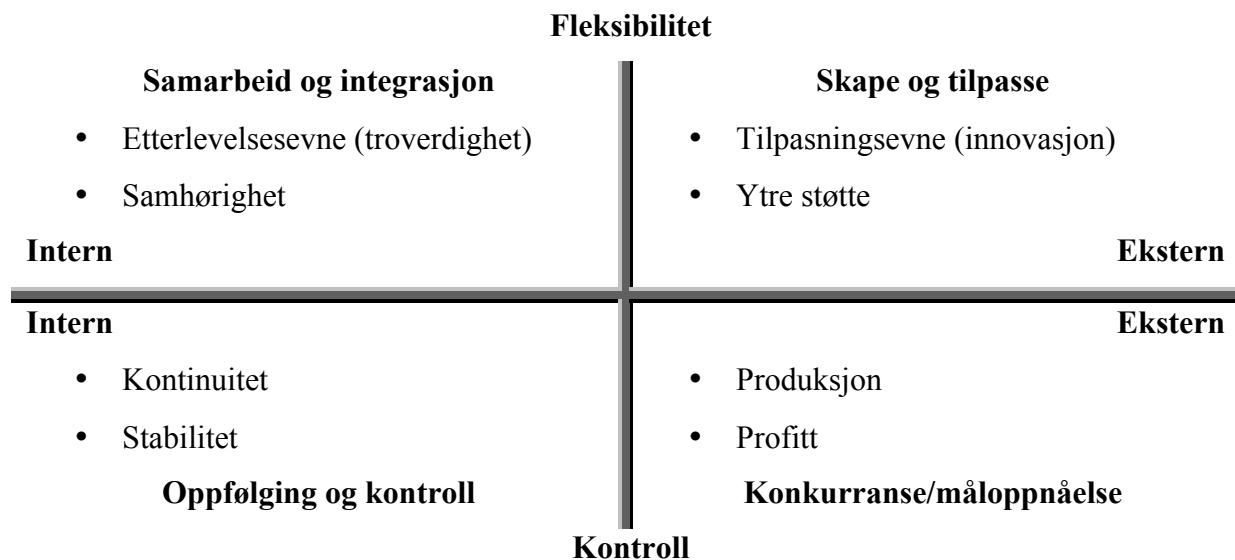 Fleksibilitet
Samarbeid og integrasjon
• Etterlevelsesevne (troverdighet)
• Samhørighet
Intern
Skape og tilpasse
• Tilpasningsevne (innovasjon)
• Ytre støtte
Ekstern
Intern
• Kontinuitet
• Stabilitet
Oppfølging og kontroll
Ekstern
• Produksjon
• Profitt
Konkurranse/måloppnåelse
Kontroll